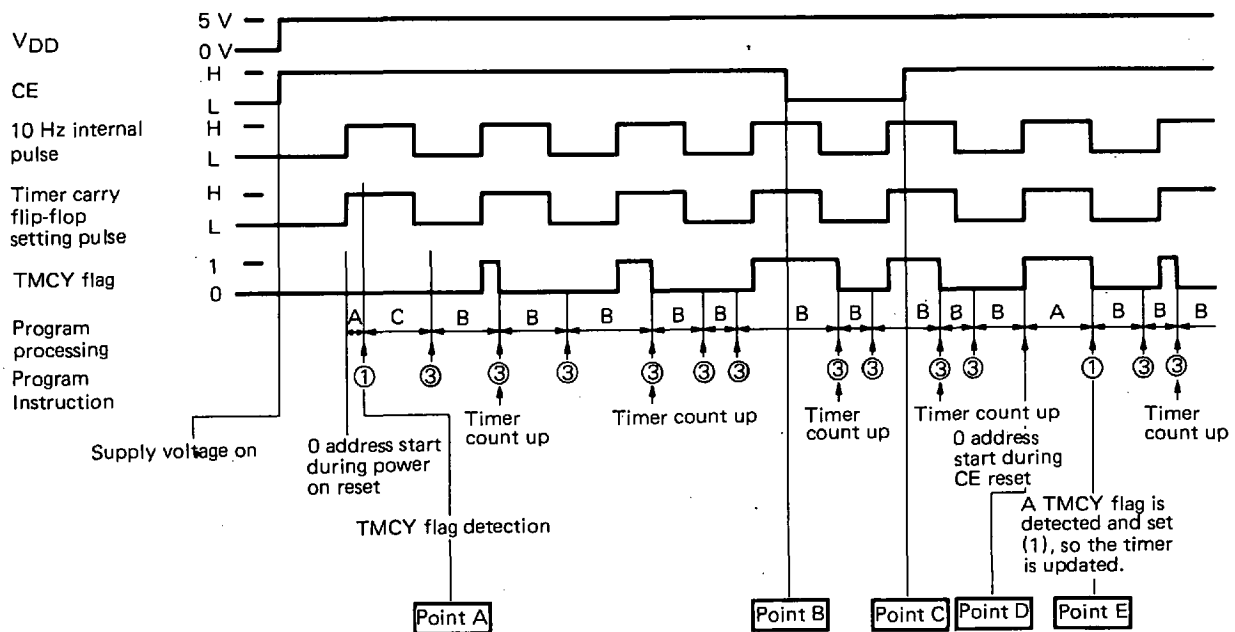 5 V
V_DD
0 V
H
CE
L
10 Hz internal
pulse
H
L
Timer carry
flip-flop
setting pulse
H
L
TMCY flag
1
0
Program
processing
A C B B B B B B B B B B A B B B
Program
Instruction
① ③ ③ ③ ③ ③ ③ ③ ③ ③ ③ ① ③ ③
Supply voltage on
0 address start
during power
on reset
TMCY flag detection
Timer
count up
Timer count up
Timer
count up
Timer count up
0 address
start during
CE reset
Timer
count up
A TMCY flag is
detected and set
(1), so the timer
is updated.
Point A
Point B
Point C
Point D
Point E